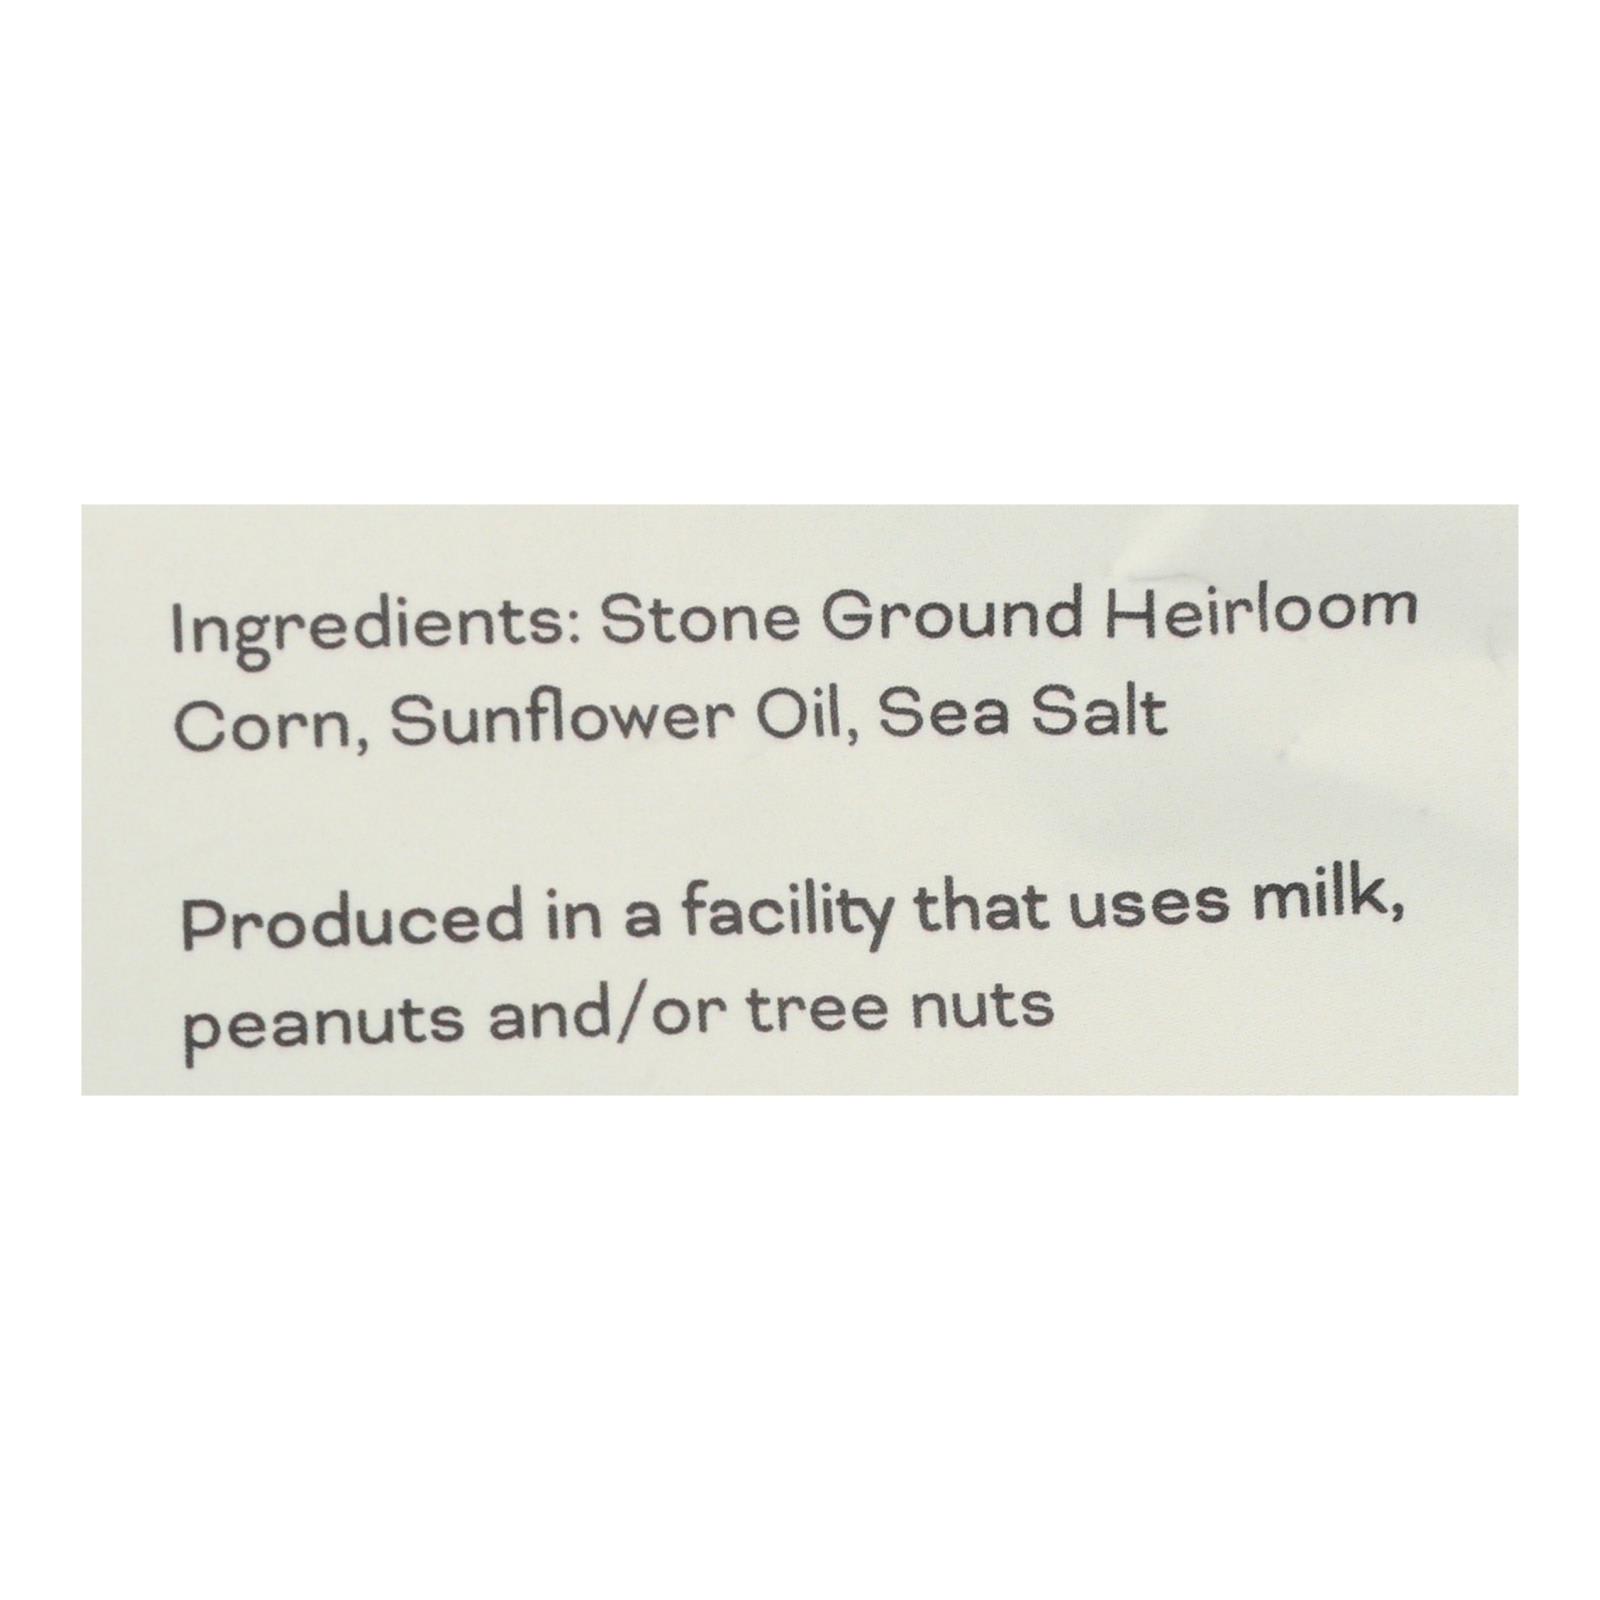 Ingredients: Stone Ground Heirloom
Corn, Sunflower Oil, Sea Salt
Produced in a facility that uses milk,
peanuts and/or tree nuts